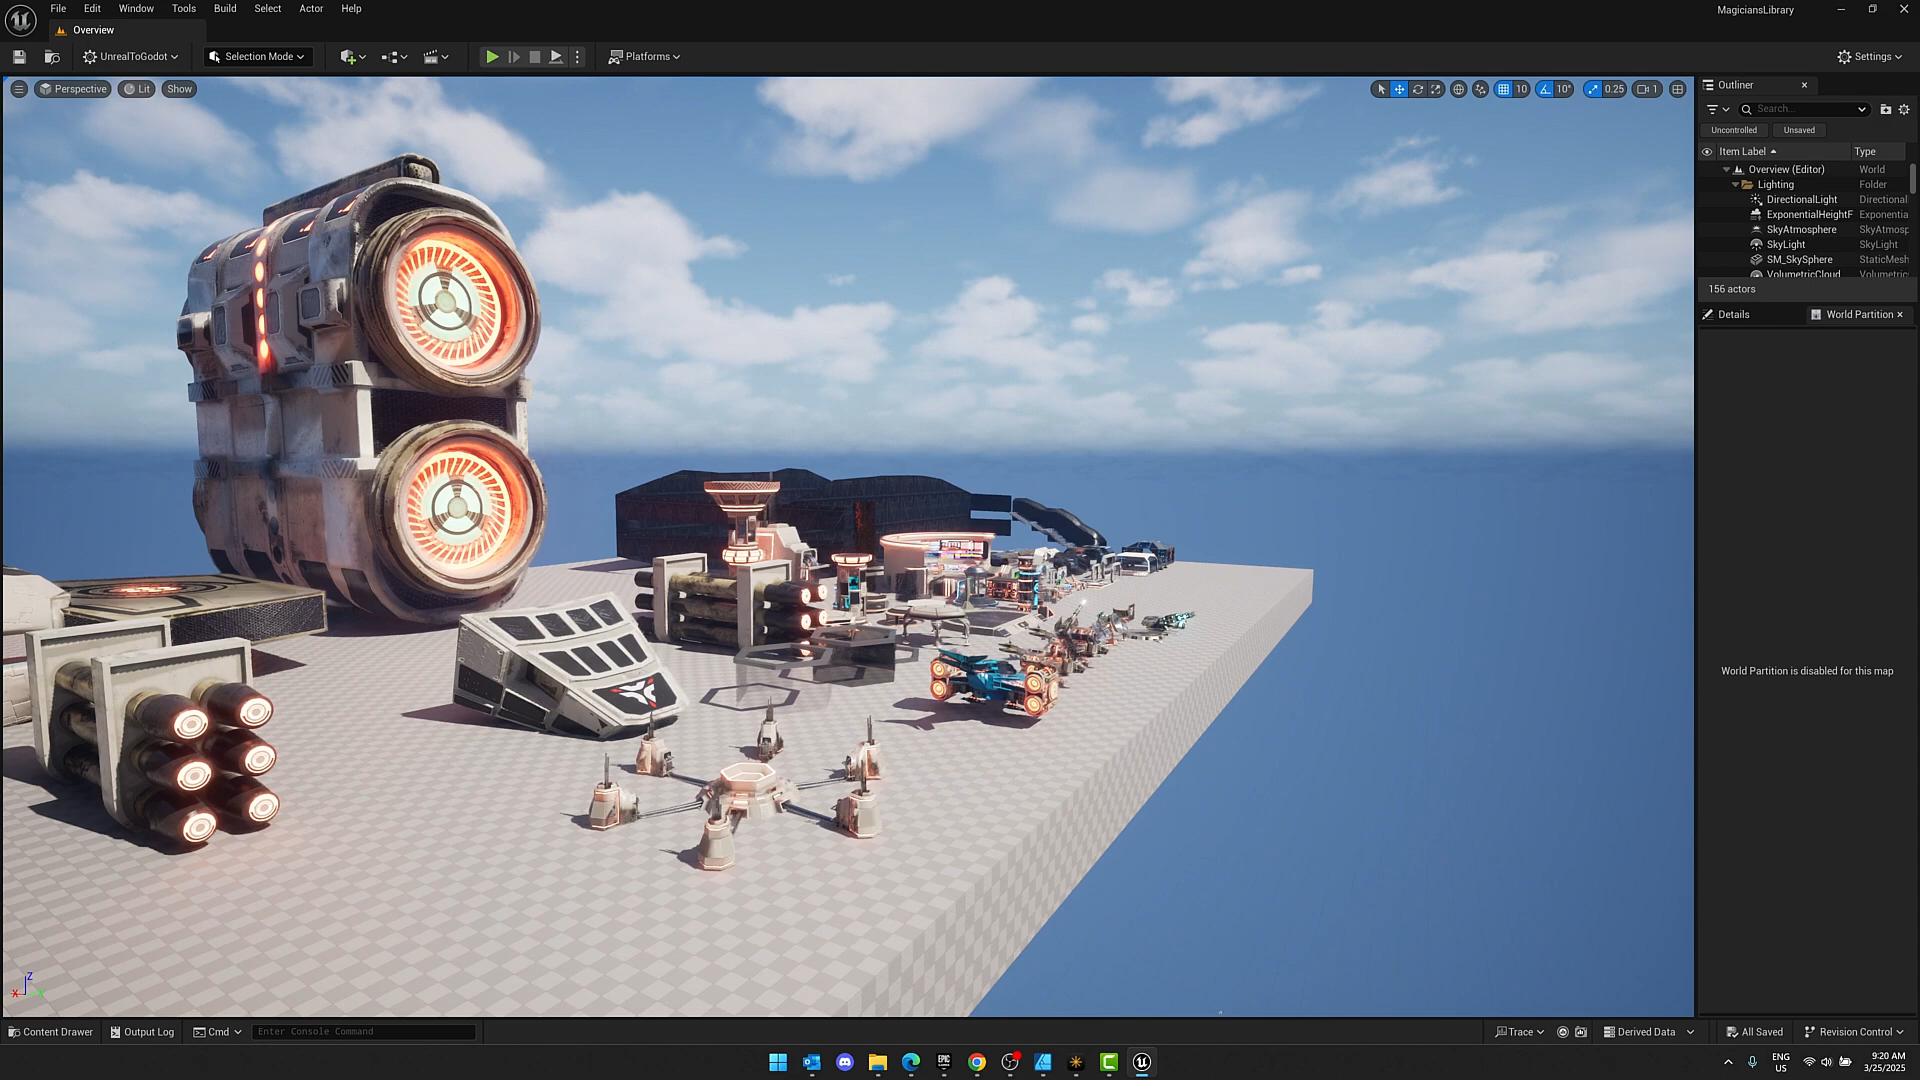 File Edit Window Tools Build Select Actor Help
MagiciansLibrary
Overview
UnrealToGodot
Selection Mode
Platforms
Settings
Perspective
Lit
Show
10
10°
0.25
1
Outliner
Search...
Uncontrolled
Unsaved
Item Label
Type
Overview (Editor) World
Lighting Folder
DirectionalLight Directional
ExponentialHeightF Exponentia
SkyAtmosphere SkyAtmosp
SkyLight SkyLight
SM_SkySphere StaticMesh
VolumetricCloud Volumetric
156 actors
Details
World Partition
World Partition is disabled for this map
Z
X
Y
Content Drawer
Output Log
Cmd
Enter Console Command
Trace
Derived Data
All Saved
Revision Control
EPIC
GAMES
ENG
US
9:20 AM
3/25/2025